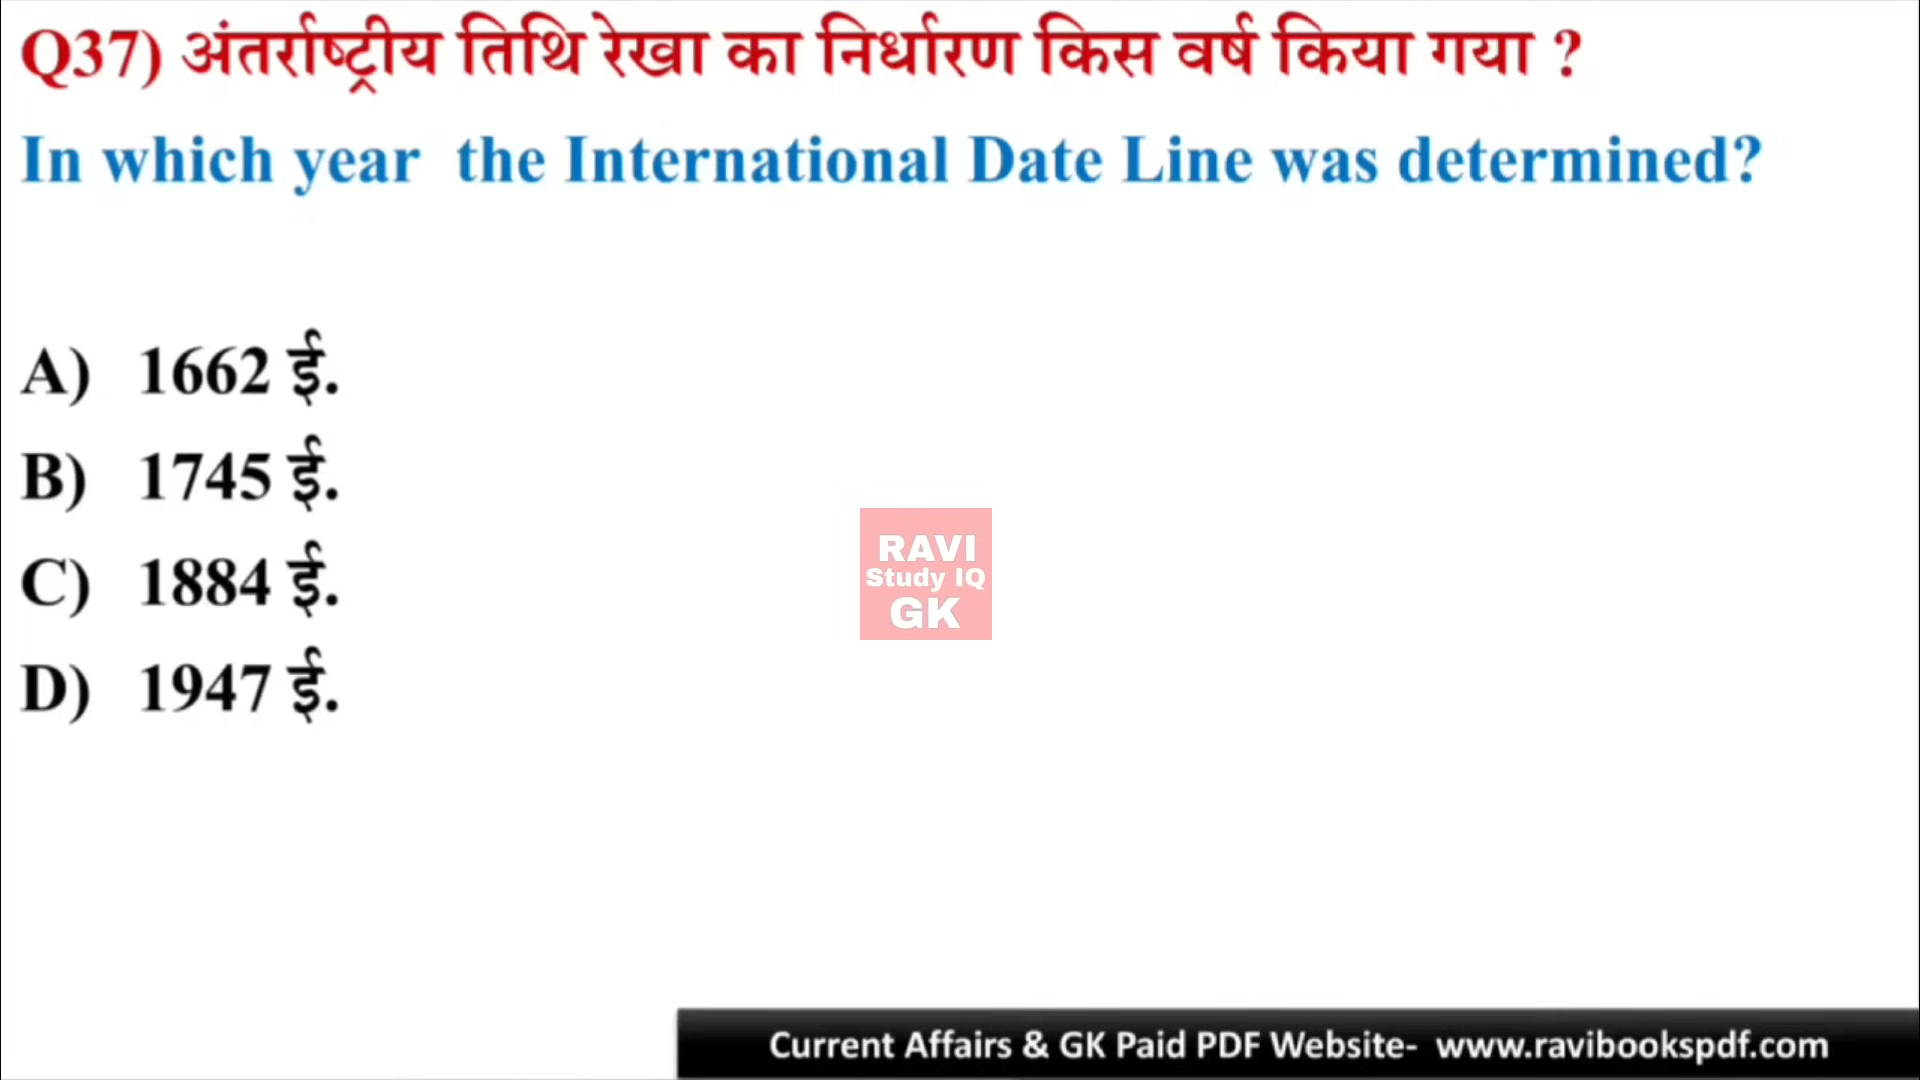 Q37) अंतर्राष्ट्रीय तिथि रेखा का निर्धारण किस वर्ष किया गया ?
In which year the International Date Line was determined?
A) 1662 ई.
B) 1745 ई.
C) 1884 ई.
D) 1947 ई.
RAVI
Study IQ
GK
Current Affairs & GK Paid PDF Website- www.ravibookspdf.com